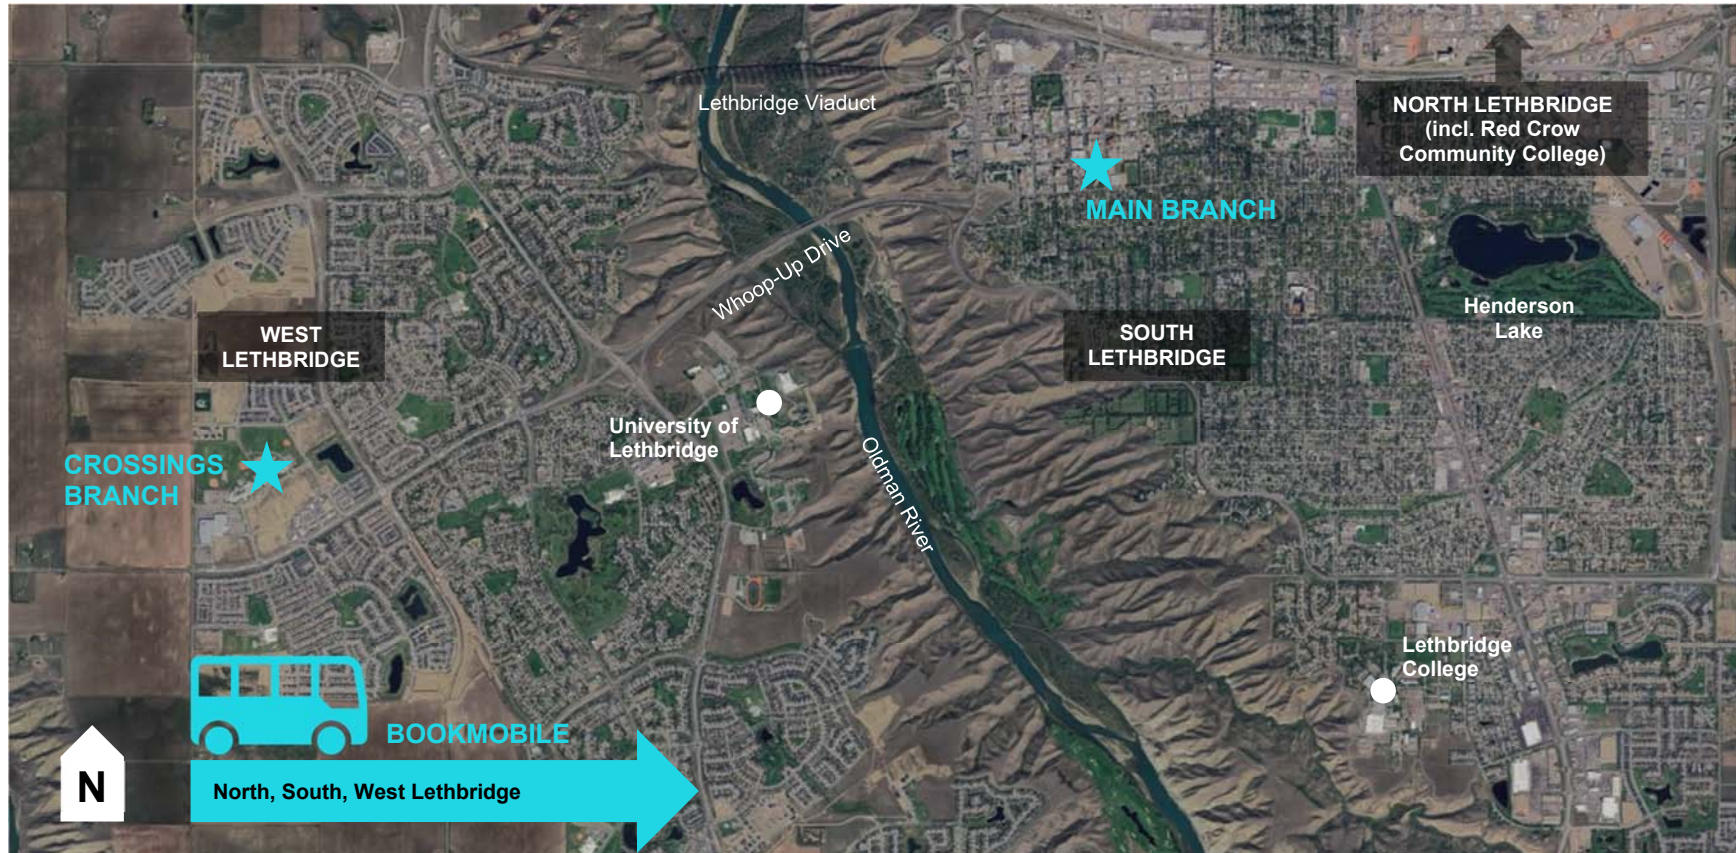 Lethbridge Viaduct
NORTH LETHBRIDGE
(incl. Red Crow
Community College)
MAIN BRANCH
Whoop-Up Drive
WEST
LETHBRIDGE
SOUTH
LETHBRIDGE
Henderson
Lake
University of
Lethbridge
CROSSINGS
BRANCH
Oldman River
Lethbridge
College
BOOKMOBILE
N
North, South, West Lethbridge